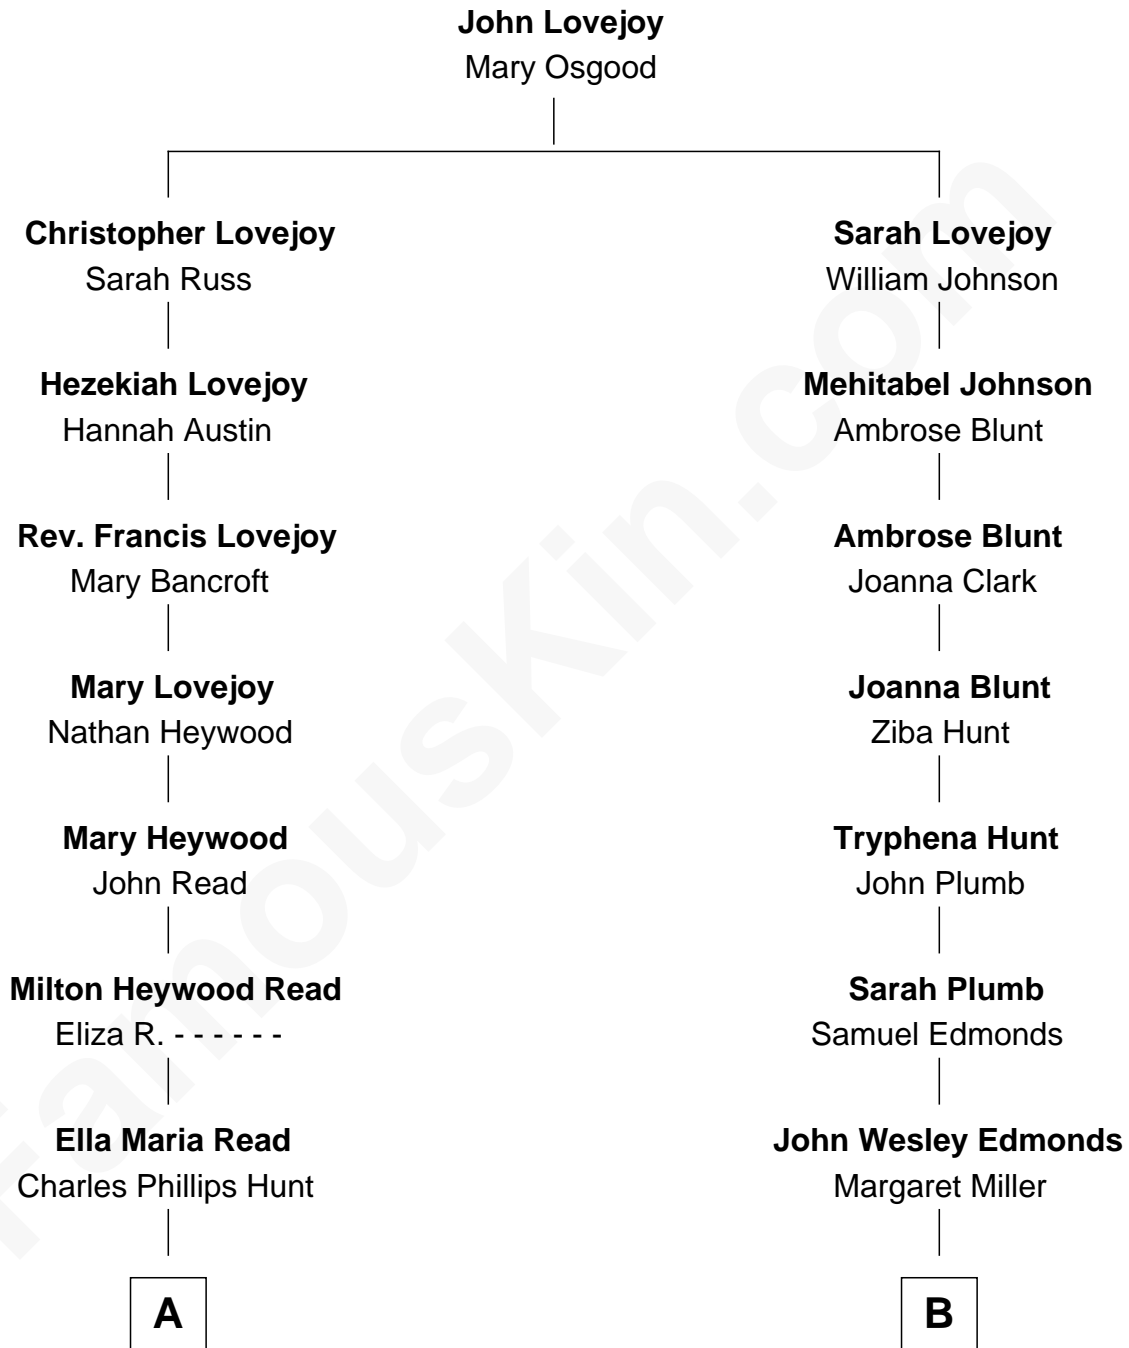 John Lovejoy
Mary Osgood
Christopher Lovejoy
Sarah Russ
Sarah Lovejoy
William Johnson
Hezekiah Lovejoy
Hannah Austin
Mehitabel Johnson
Ambrose Blunt
Rev. Francis Lovejoy
Mary Bancroft
Ambrose Blunt
Joanna Clark
Mary Lovejoy
Nathan Heywood
Joanna Blunt
Ziba Hunt
Mary Heywood
John Read
Tryphena Hunt
John Plumb
Milton Heywood Read
Eliza R. - - - - - -
Sarah Plumb
Samuel Edmonds
Ella Maria Read
Charles Phillips Hunt
John Wesley Edmonds
Margaret Miller
A
B
FamousKin.com